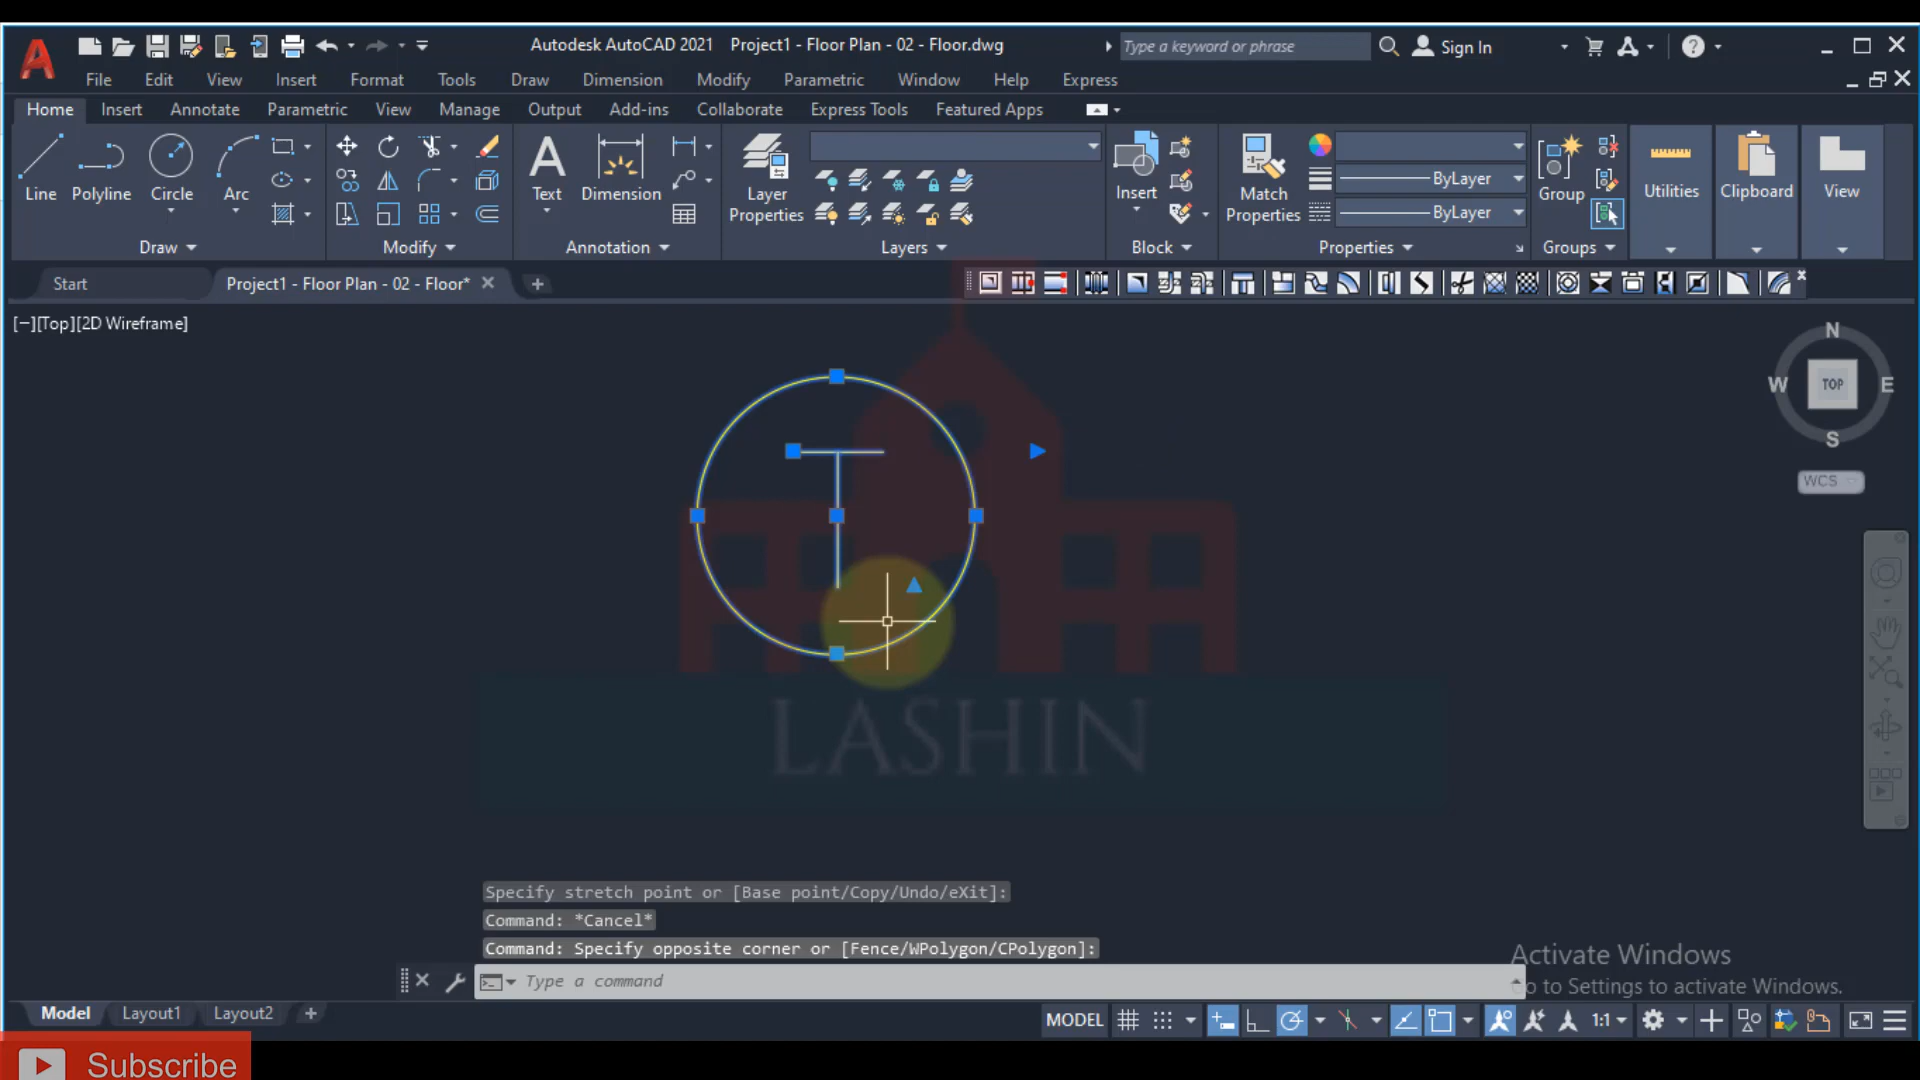 Autodesk AutoCAD 2021 Project1 - Floor Plan - 02 - Floor.dwg
Type a keyword or phrase
Sign In
File Edit View Insert Format Tools Draw Dimension Modify Parametric Window Help Express
Home Insert Annotate Parametric View Manage Output Add-ins Collaborate Express Tools Featured Apps
Line Polyline Circle Arc
Draw
Modify
Text Dimension
Annotation
Layer
Properties
Layers
Insert
Block
Match
Properties
ByLayer
ByLayer
Properties
Group
Groups
Utilities
Clipboard
View
Start
Project1 - Floor Plan - 02 - Floor*
[−][Top][2D Wireframe]
N
W TOP E
S
WCS
T
LASHIN
Specify stretch point or [Base point/Copy/Undo/eXit]:
Command: *Cancel*
Command: Specify opposite corner or [Fence/WPolygon/CPolygon]:
Type a command
Activate Windows
Go to Settings to activate Windows.
Model Layout1 Layout2
MODEL
1:1
Subscribe